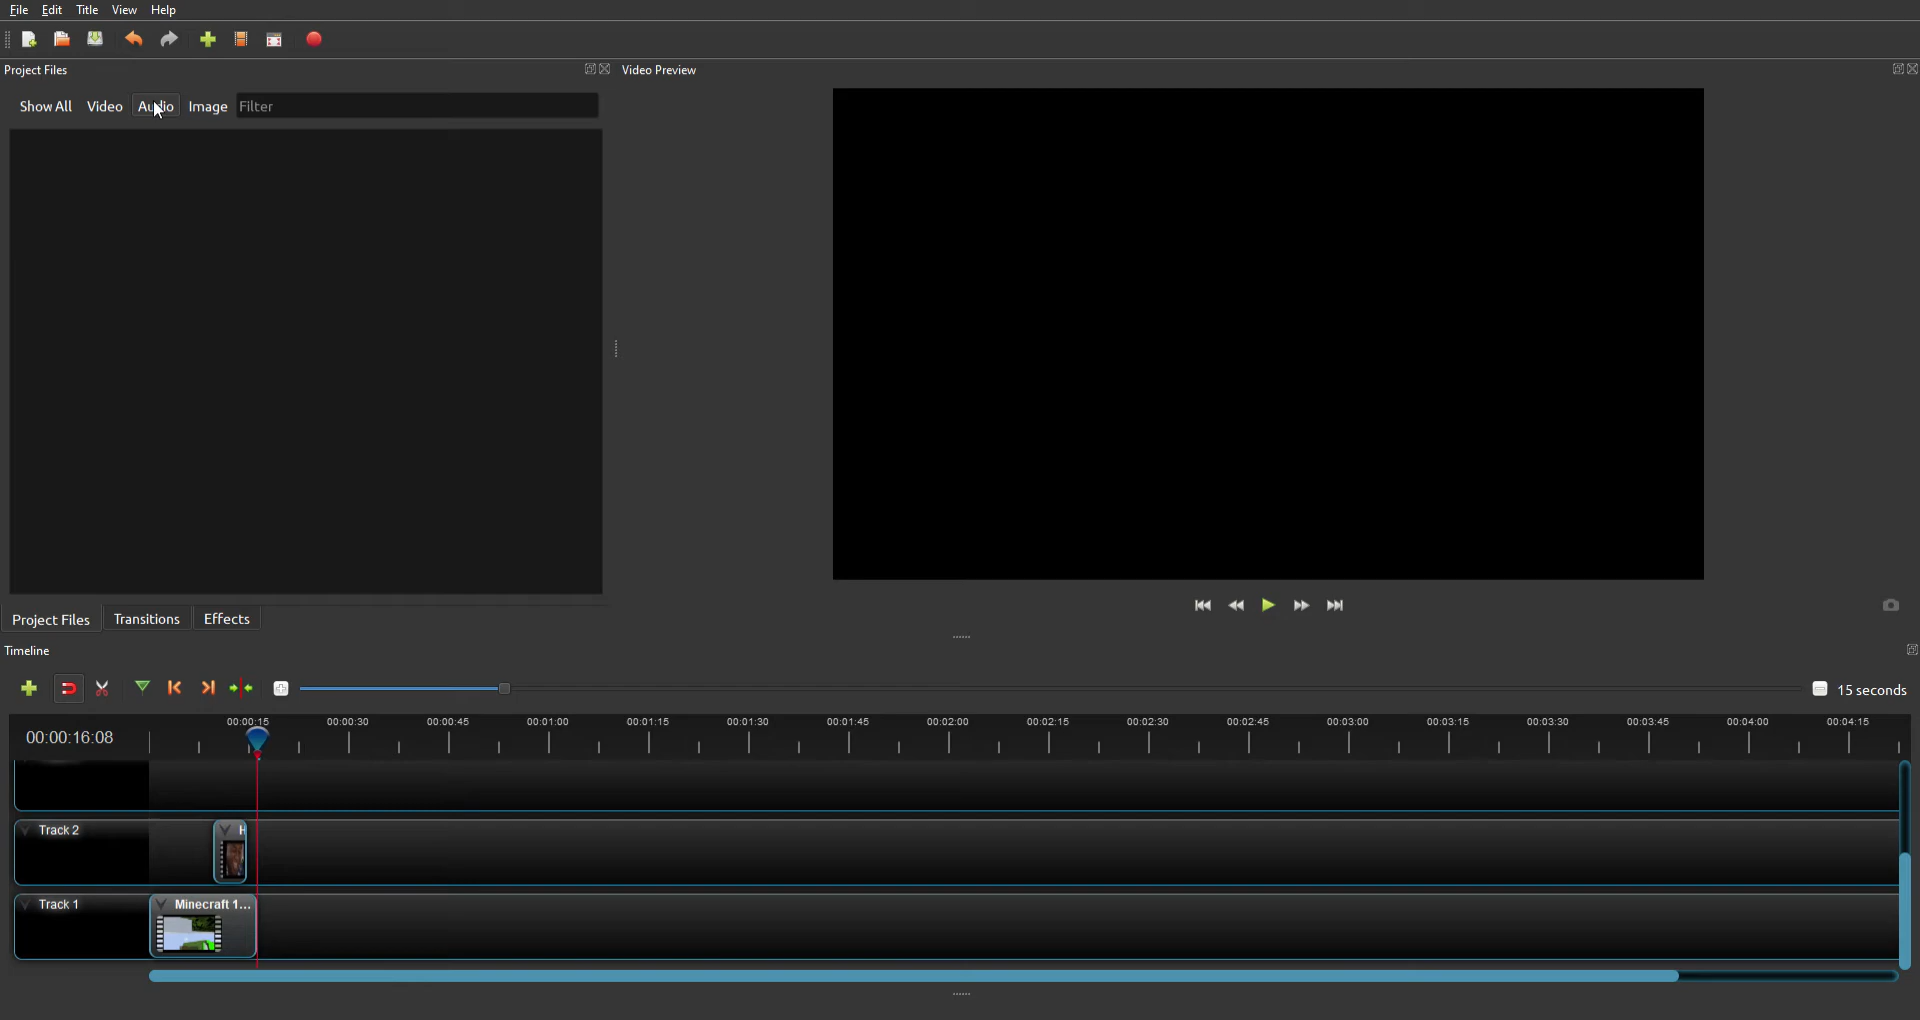 File Edit Title View Help
Project Files
Video Preview
Show All Video Audio Image Filter
Project Files Transitions Effects
Timeline
15 seconds
00:00:16:08
00:00:15 00:00:30 00:00:45 00:01:00 00:01:15 00:01:30 00:01:45 00:02:00 00:02:15 00:02:30 00:02:45 00:03:00 00:03:15 00:03:30 00:03:45 00:04:00 00:04:15
Track 2
H
Track 1
Minecraft 1...